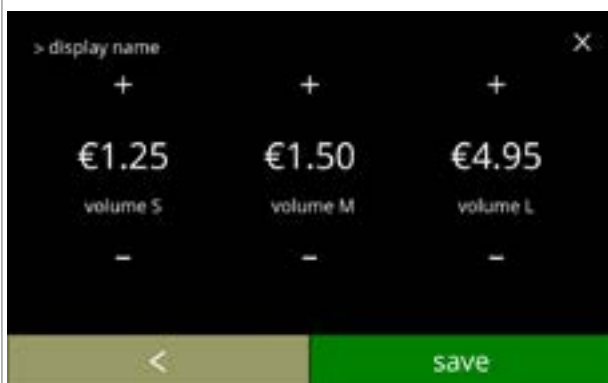 > display name ×
+ + +
€1.25 €1.50 €4.95
volume S volume M volume L
– – –
< save